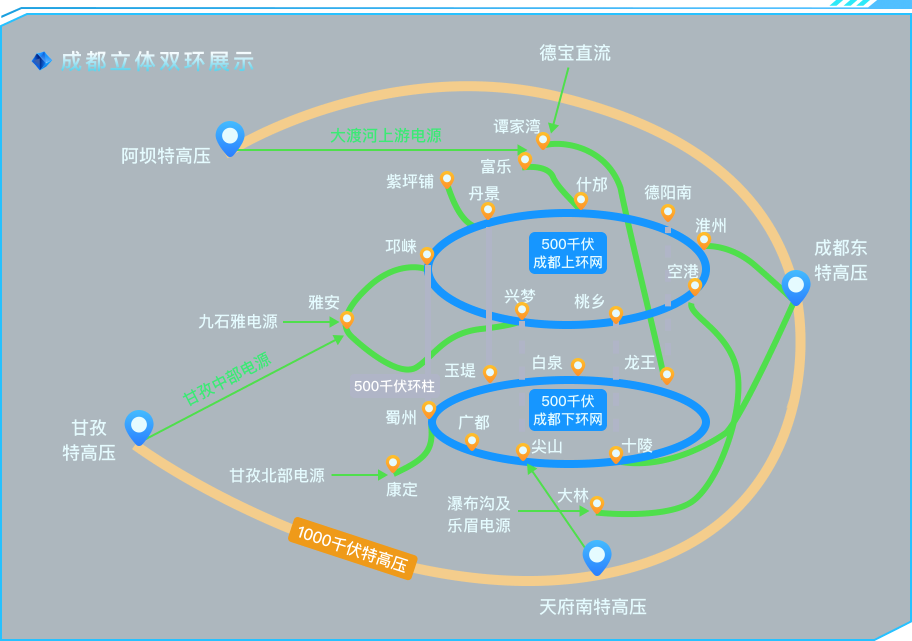 成都立体双环展示
德宝直流
谭家湾
大渡河上游电源
阿坝特高压
富乐
紫坪铺
丹景
什邡
德阳南
淮州
邛崃
500千伏
成都上环网
成都东
特高压
空港
雅安
兴梦
桃乡
九石雅电源
甘孜中部电源
玉堤
白泉
龙王
500千伏环柱
500千伏
成都下环网
蜀州
广都
甘孜
特高压
尖山
十陵
甘孜北部电源
康定
大林
瀑布沟及
乐眉电源
1000千伏特高压
天府南特高压